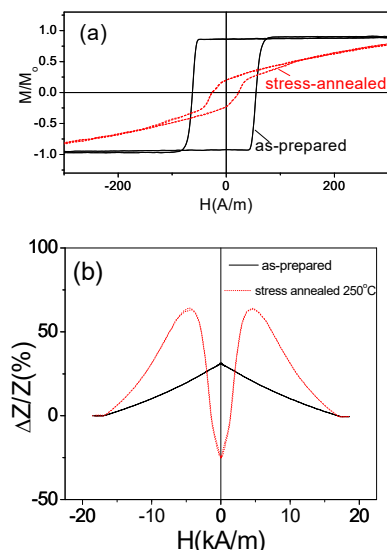 (a)
1.0
0.5
0.0
-0.5
-1.0
M/M₀
stress-annealed
as-prepared
-200 0 200
H(A/m)
(b)
as-prepared
stress annealed 250°C
100
50
0
-50
ΔZ/Z(%)
-20 -10 0 10 20
H(kA/m)